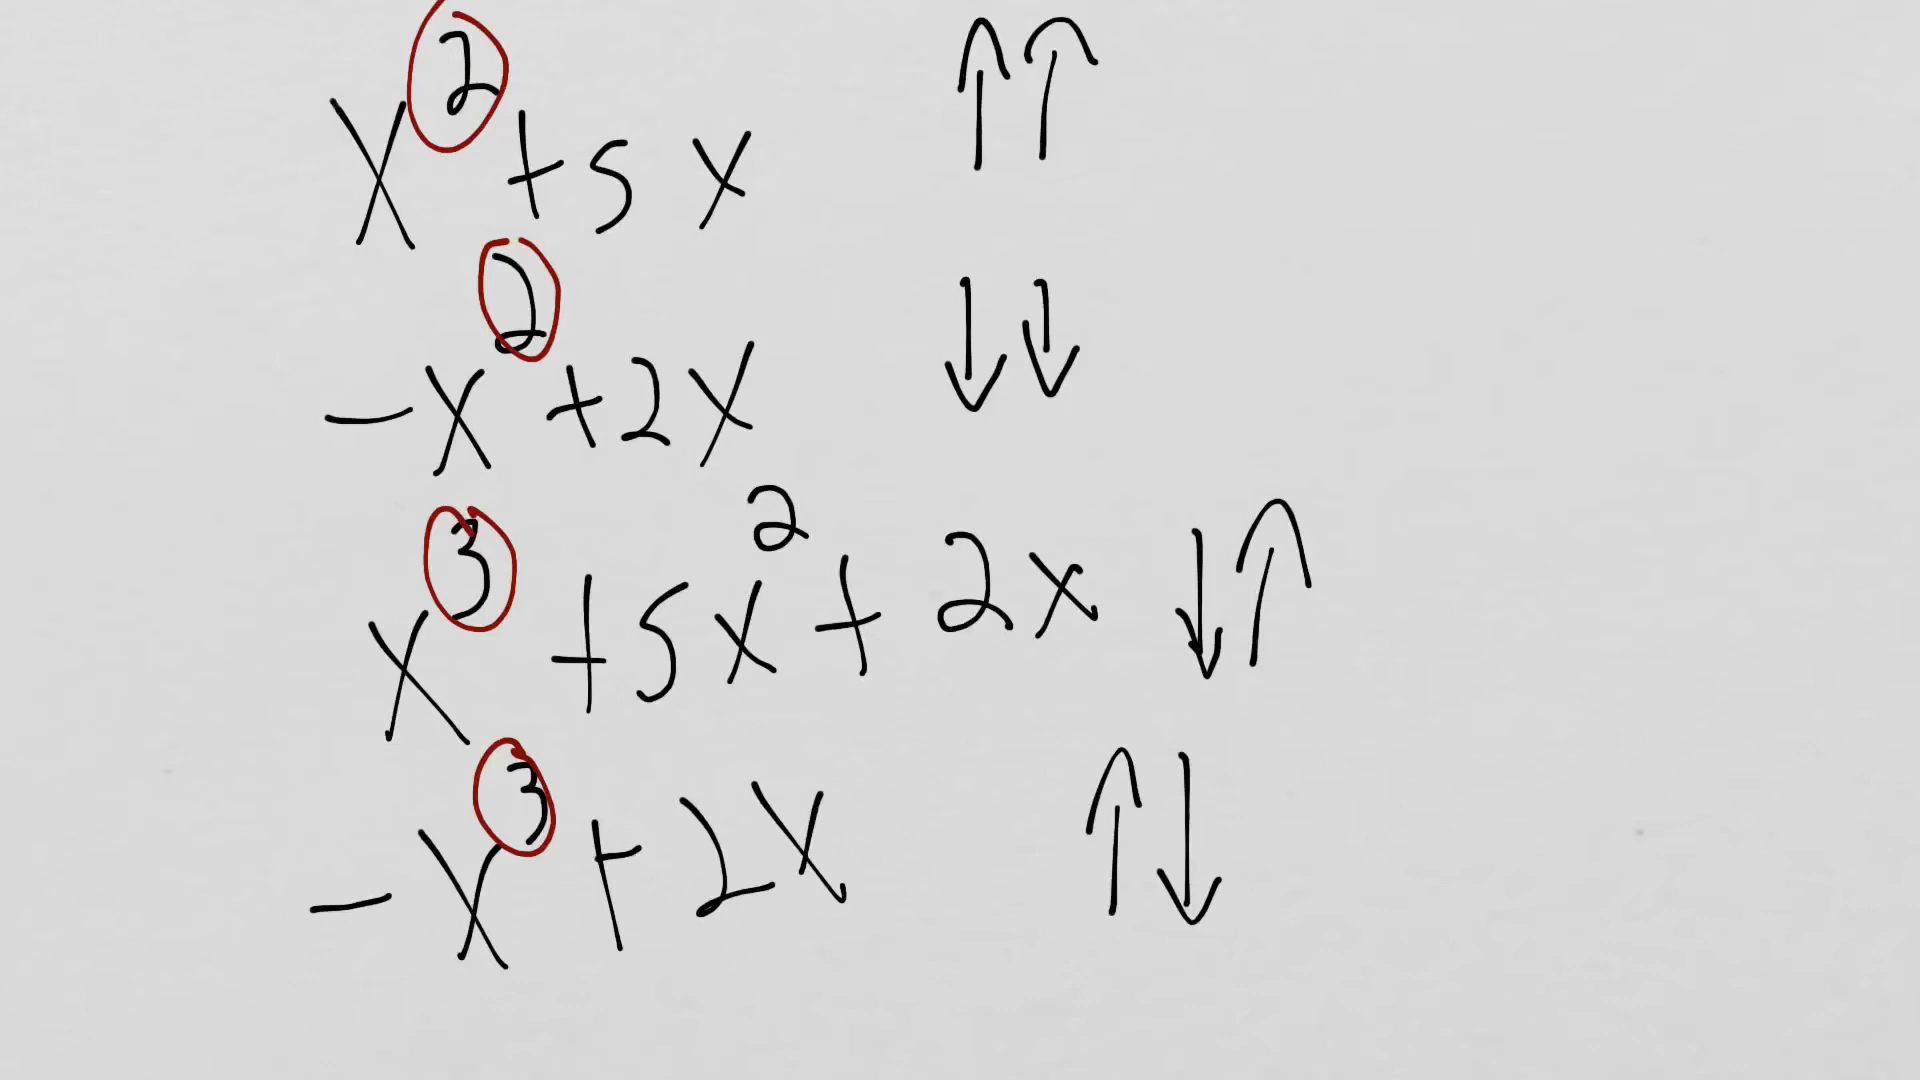 x² + 5x ↑↑
-x² + 2x ↓↓
x³ + 5x² + 2x ↓↑
-x³ + 2x ↑↓